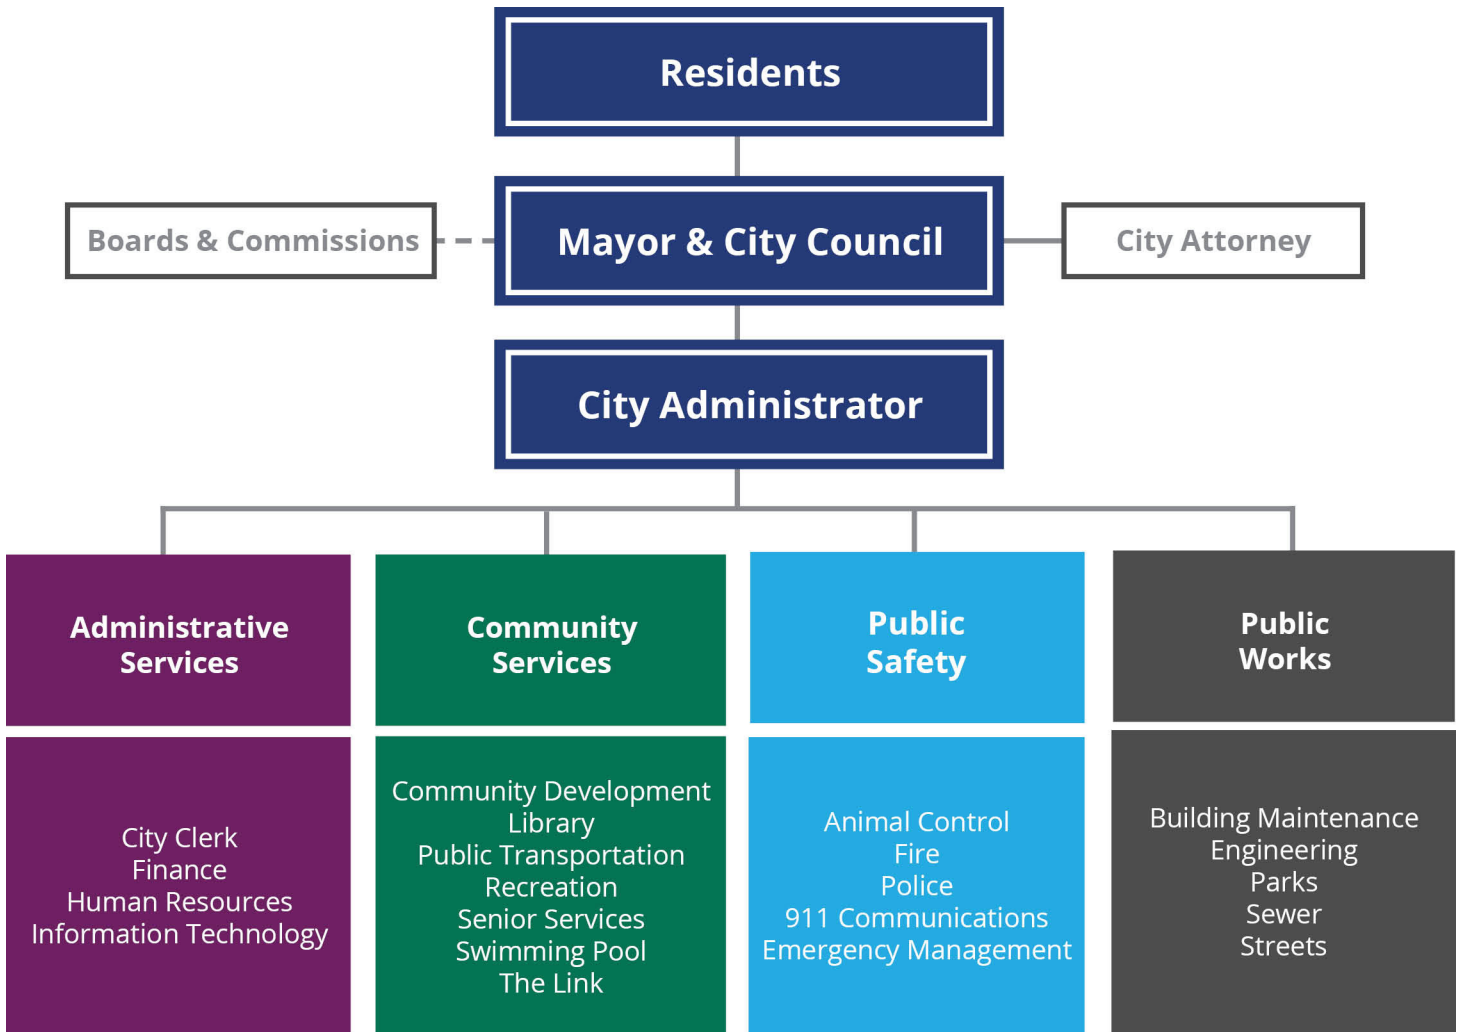 Residents
Boards & Commissions
Mayor & City Council
City Attorney
City Administrator
Administrative
Services
Community
Services
Public
Safety
Public
Works
City Clerk
Finance
Human Resources
Information Technology
Community Development
Library
Public Transportation
Recreation
Senior Services
Swimming Pool
The Link
Animal Control
Fire
Police
911 Communications
Emergency Management
Building Maintenance
Engineering
Parks
Sewer
Streets